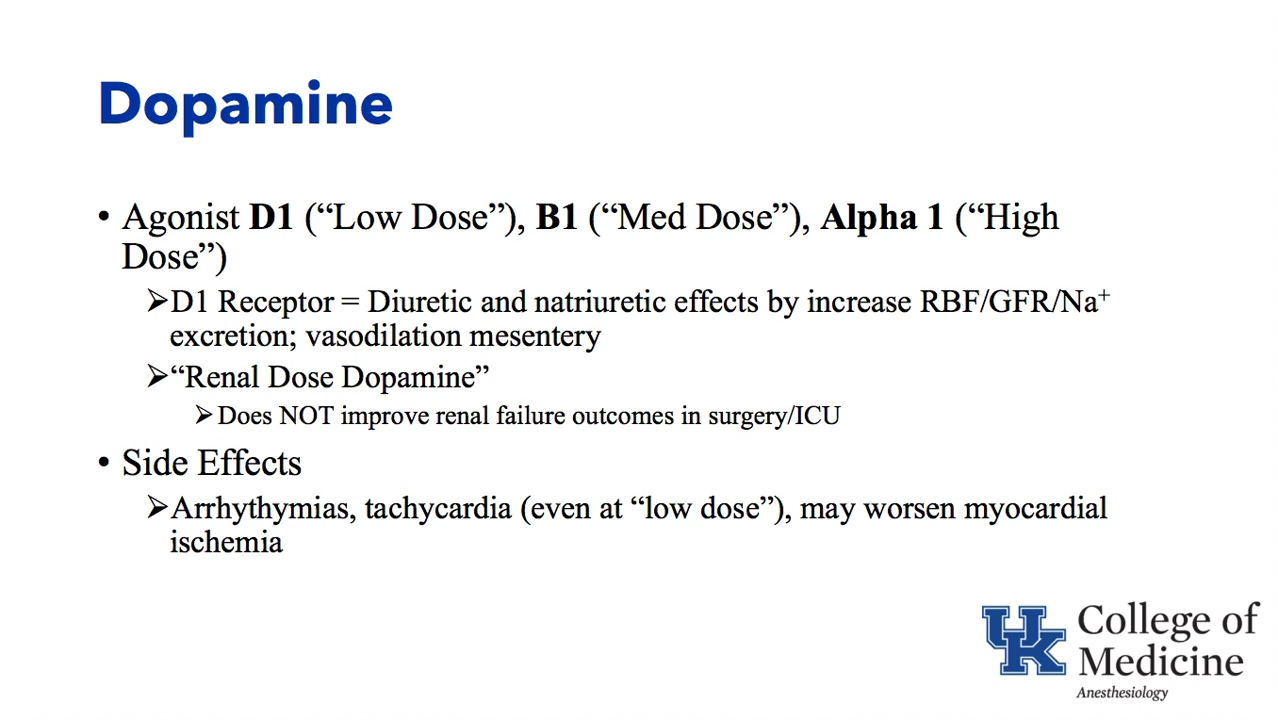 Dopamine
• Agonist D1 (“Low Dose”), B1 (“Med Dose”), Alpha 1 (“High
Dose”)
➢D1 Receptor = Diuretic and natriuretic effects by increase RBF/GFR/Na⁺
excretion; vasodilation mesentery
➢“Renal Dose Dopamine”
➢Does NOT improve renal failure outcomes in surgery/ICU
• Side Effects
➢Arrhythymias, tachycardia (even at “low dose”), may worsen myocardial
ischemia
UK
College of
Medicine
Anesthesiology